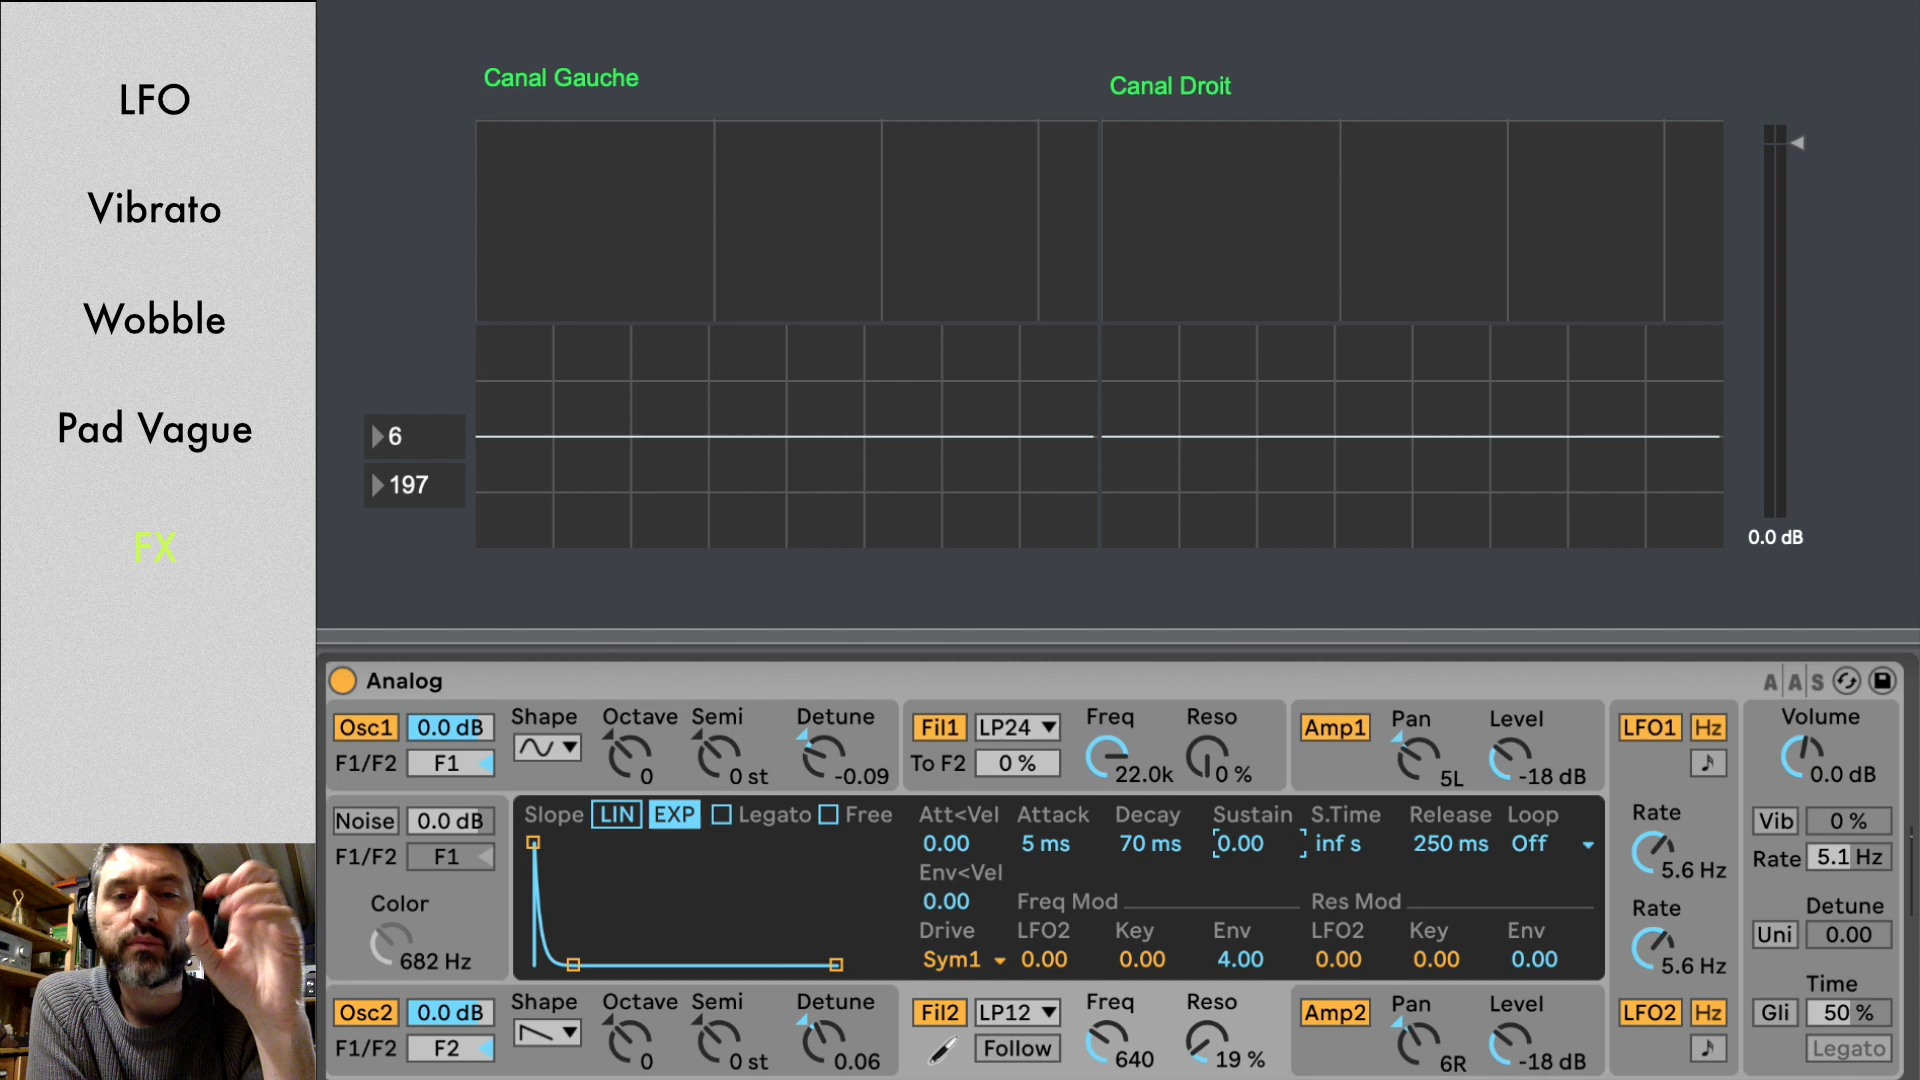 LFO
Vibrato
Wobble
Pad Vague
FX
Canal Gauche
Canal Droit
6
197
0.0 dB
Analog
A A S
Osc1 0.0 dB Shape Octave Semi Detune
F1/F2 F1 0 0 st -0.09
Fil1 LP24 Freq Reso
To F2 0 % 22.0k 0 %
Amp1 Pan Level
5L -18 dB
LFO1 Hz
Volume
0.0 dB
Noise 0.0 dB
F1/F2 F1
Color
682 Hz
Slope LIN EXP Legato Free
Att<Vel Attack Decay Sustain S.Time Release Loop
0.00 5 ms 70 ms 0.00 inf s 250 ms Off
Env<Vel
0.00 Freq Mod Res Mod
Drive LFO2 Key Env LFO2 Key Env
Sym1 0.00 0.00 4.00 0.00 0.00 0.00
Rate
5.6 Hz
Rate
5.6 Hz
Vib 0 %
Rate 5.1 Hz
Detune
Uni 0.00
Time
Gli 50 %
Legato
Osc2 0.0 dB Shape Octave Semi Detune
F1/F2 F2 0 0 st 0.06
Fil2 LP12 Freq Reso
Follow 640 19 %
Amp2 Pan Level
6R -18 dB
LFO2 Hz